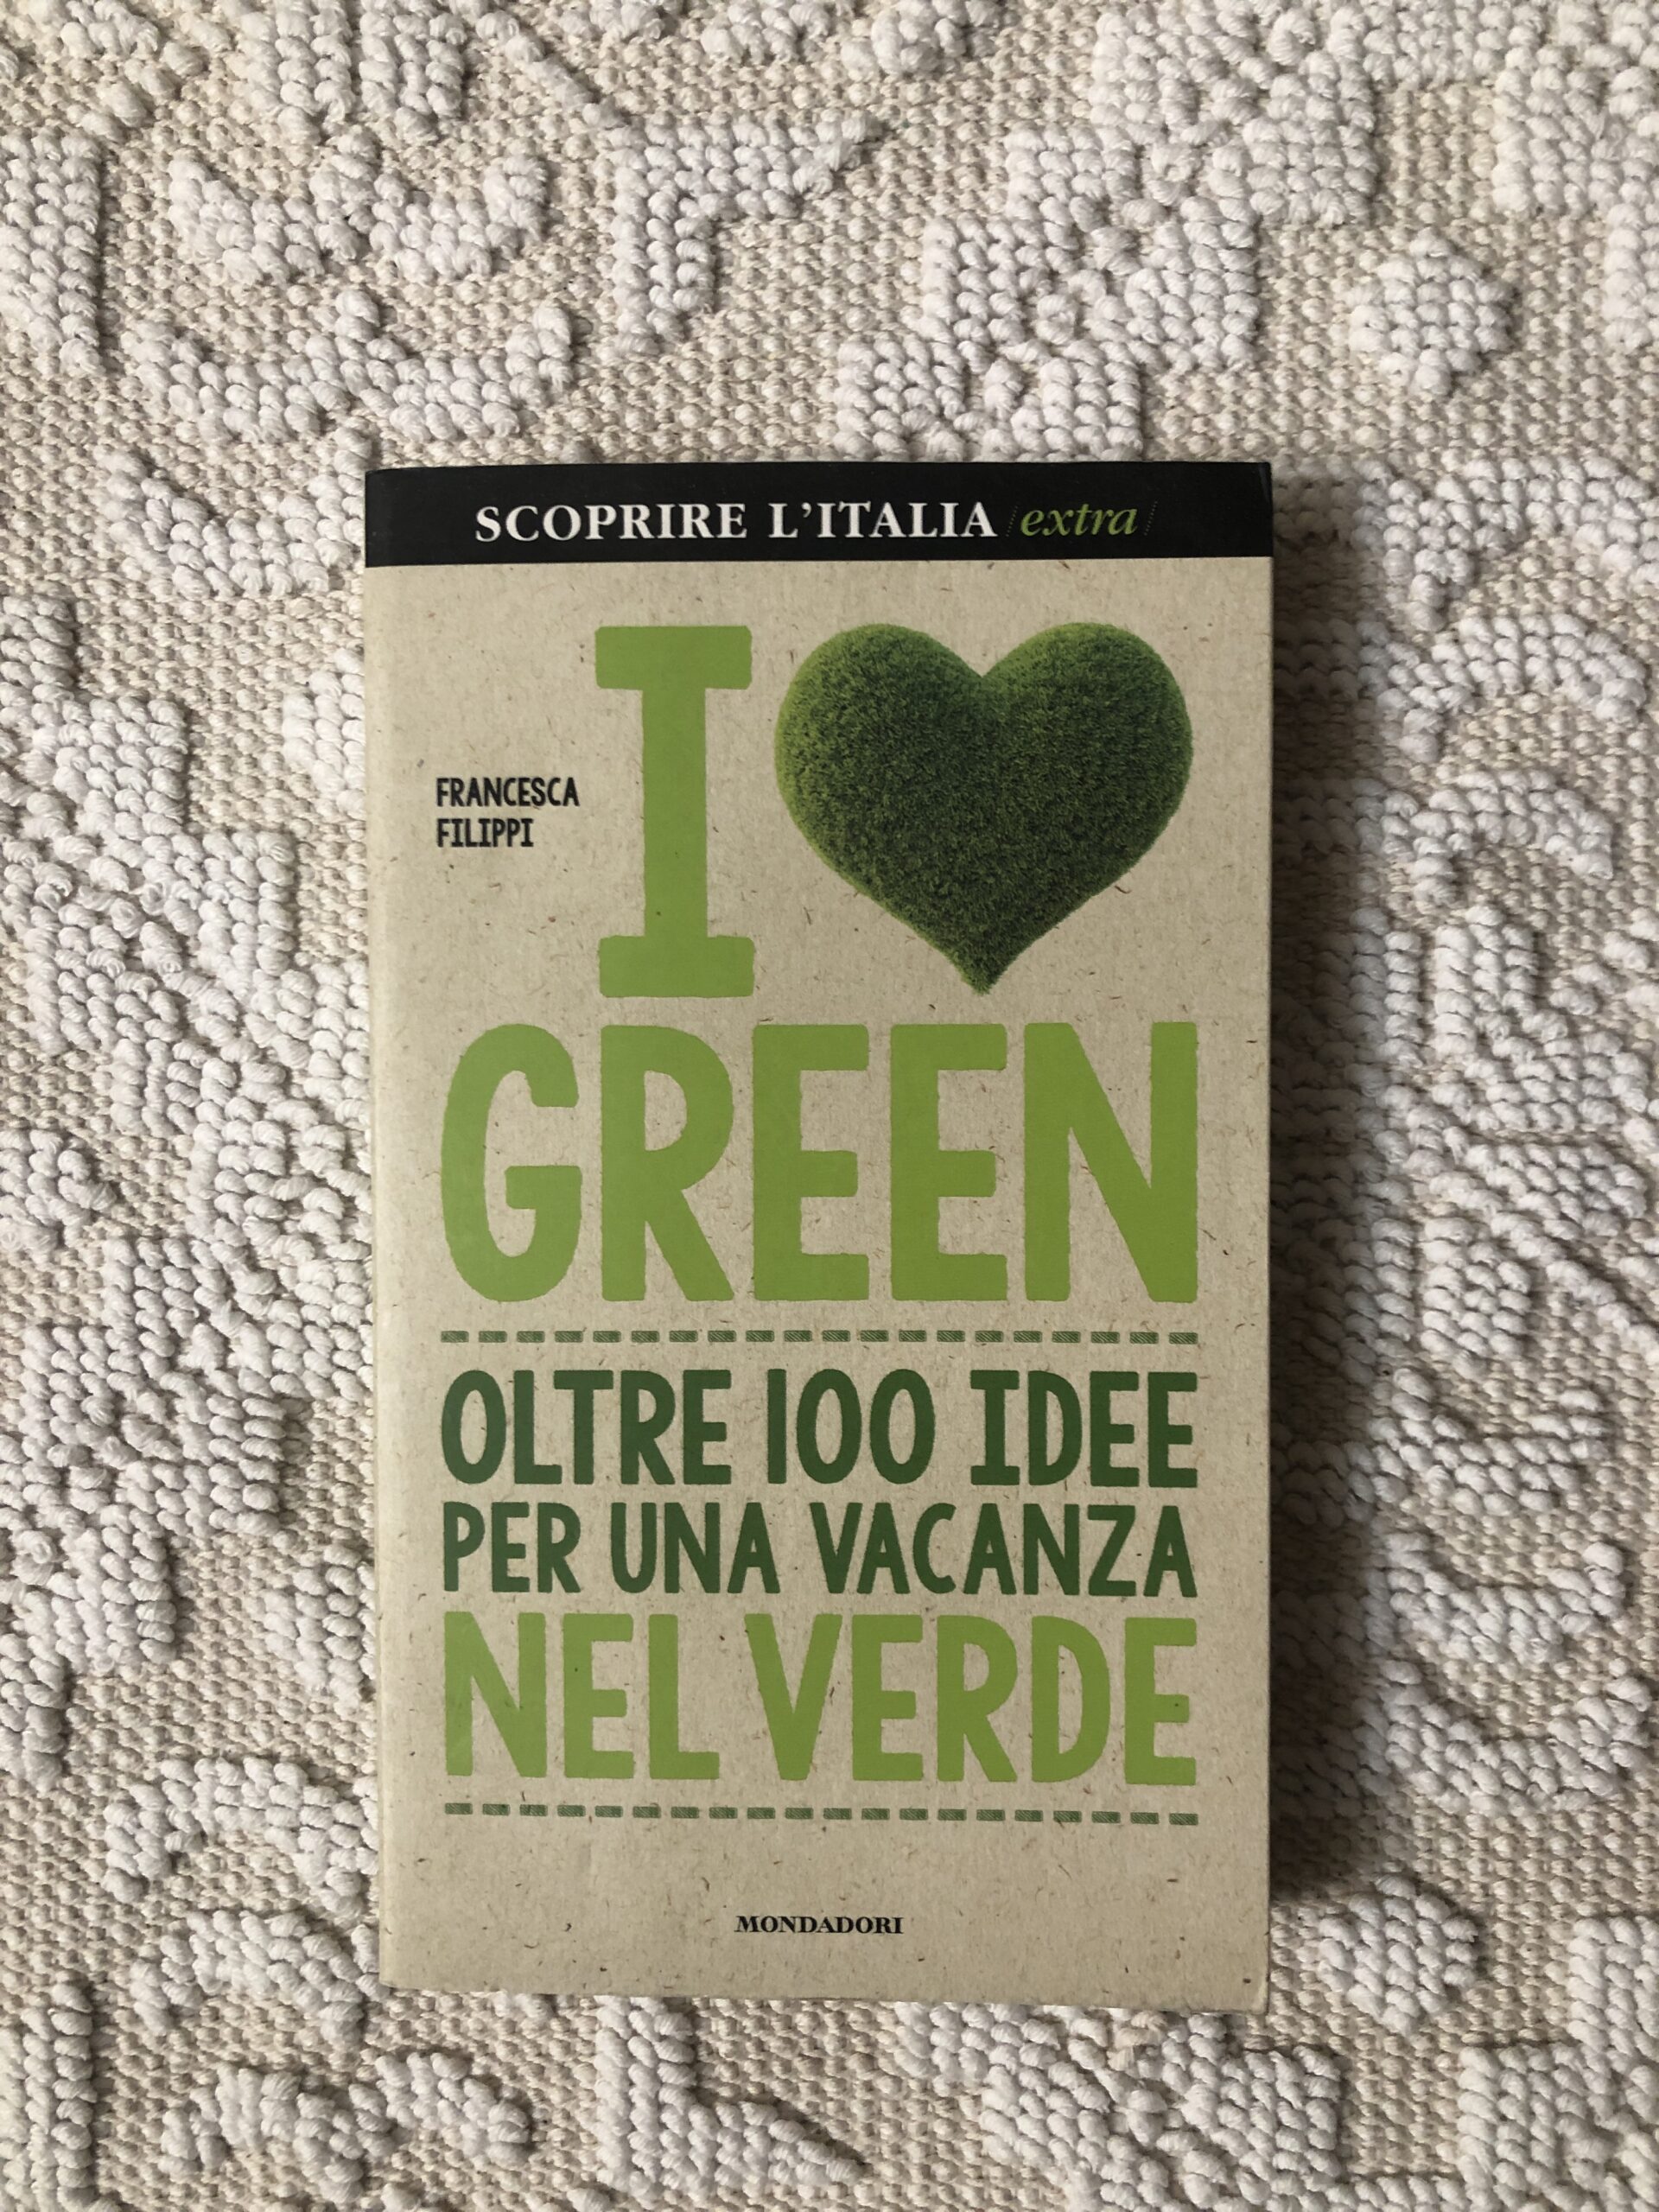 SCOPRIRE L'ITALIA /extra/
FRANCESCA
FILIPPI
I
GREEN
OLTRE 100 IDEE
PER UNA VACANZA
NEL VERDE
MONDADORI